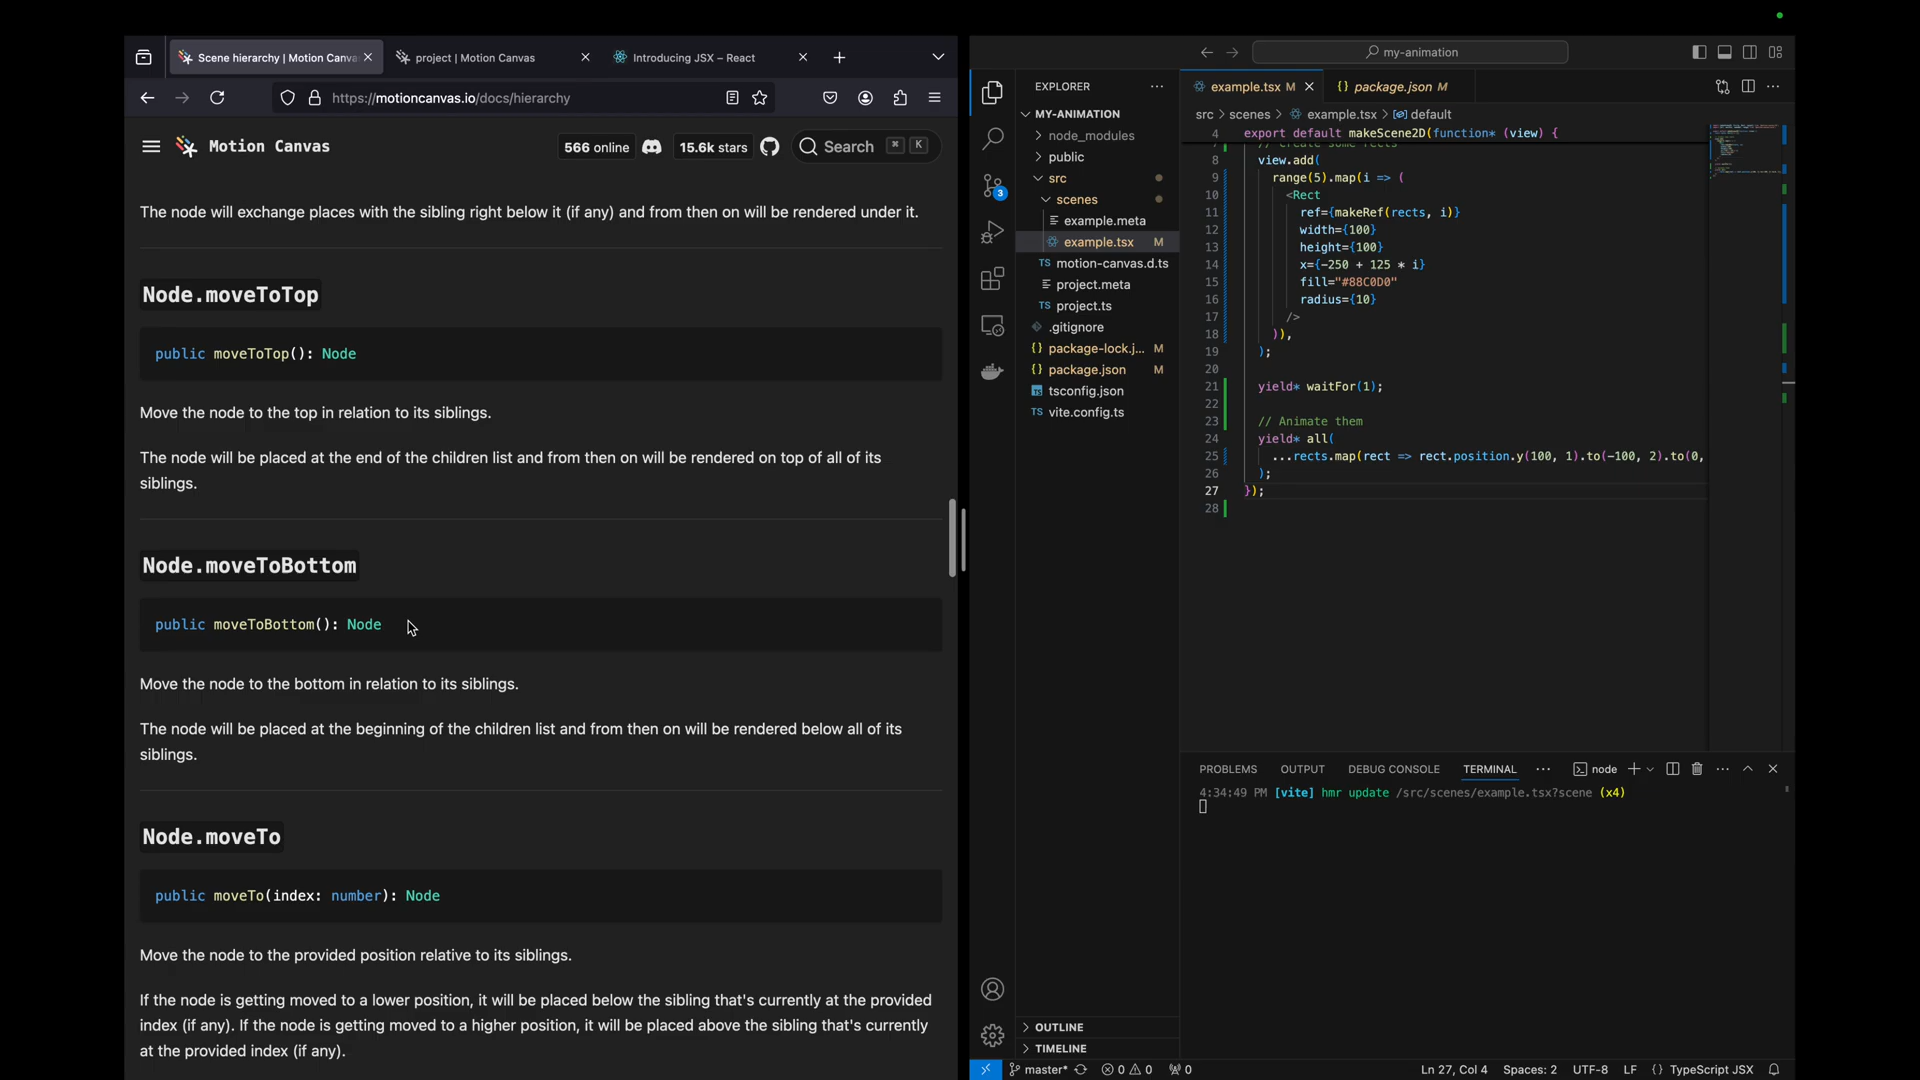 Scene hierarchy | Motion Canva
project | Motion Canvas
Introducing JSX – React
https://motioncanvas.io/docs/hierarchy
Motion Canvas
566 online
15.6k stars
Search
K
The node will exchange places with the sibling right below it (if any) and from then on will be rendered under it.
Node.moveToTop
public moveToTop(): Node
Move the node to the top in relation to its siblings.
The node will be placed at the end of the children list and from then on will be rendered on top of all of its
siblings.
Node.moveToBottom
public moveToBottom(): Node
Move the node to the bottom in relation to its siblings.
The node will be placed at the beginning of the children list and from then on will be rendered below all of its
siblings.
Node.moveTo
public moveTo(index: number): Node
Move the node to the provided position relative to its siblings.
If the node is getting moved to a lower position, it will be placed below the sibling that's currently at the provided
index (if any). If the node is getting moved to a higher position, it will be placed above the sibling that's currently
at the provided index (if any).
my-animation
EXPLORER
MY-ANIMATION
node_modules
public
src
scenes
example.meta
example.tsx M
TS motion-canvas.d.ts
project.meta
TS project.ts
.gitignore
{} package-lock.j... M
{} package.json M
tsconfig.json
TS vite.config.ts
OUTLINE
TIMELINE
3
example.tsx M
{} package.json M
src > scenes > example.tsx > default
4 export default makeScene2D(function* (view) {
7 // Create some rects
8 view.add(
9 range(5).map(i => (
10 <Rect
11 ref={makeRef(rects, i)}
12 width={100}
13 height={100}
14 x={-250 + 125 * i}
15 fill="#88C0D0"
16 radius={10}
17 />
18 )),
19 );
20
21 yield* waitFor(1);
22
23 // Animate them
24 yield* all(
25 ...rects.map(rect => rect.position.y(100, 1).to(-100, 2).to(0,
26 );
27 });
28
PROBLEMS OUTPUT DEBUG CONSOLE TERMINAL ... node
4:34:49 PM [vite] hmr update /src/scenes/example.tsx?scene (x4)
master* 0 0 0
Ln 27, Col 4 Spaces: 2 UTF-8 LF {} TypeScript JSX